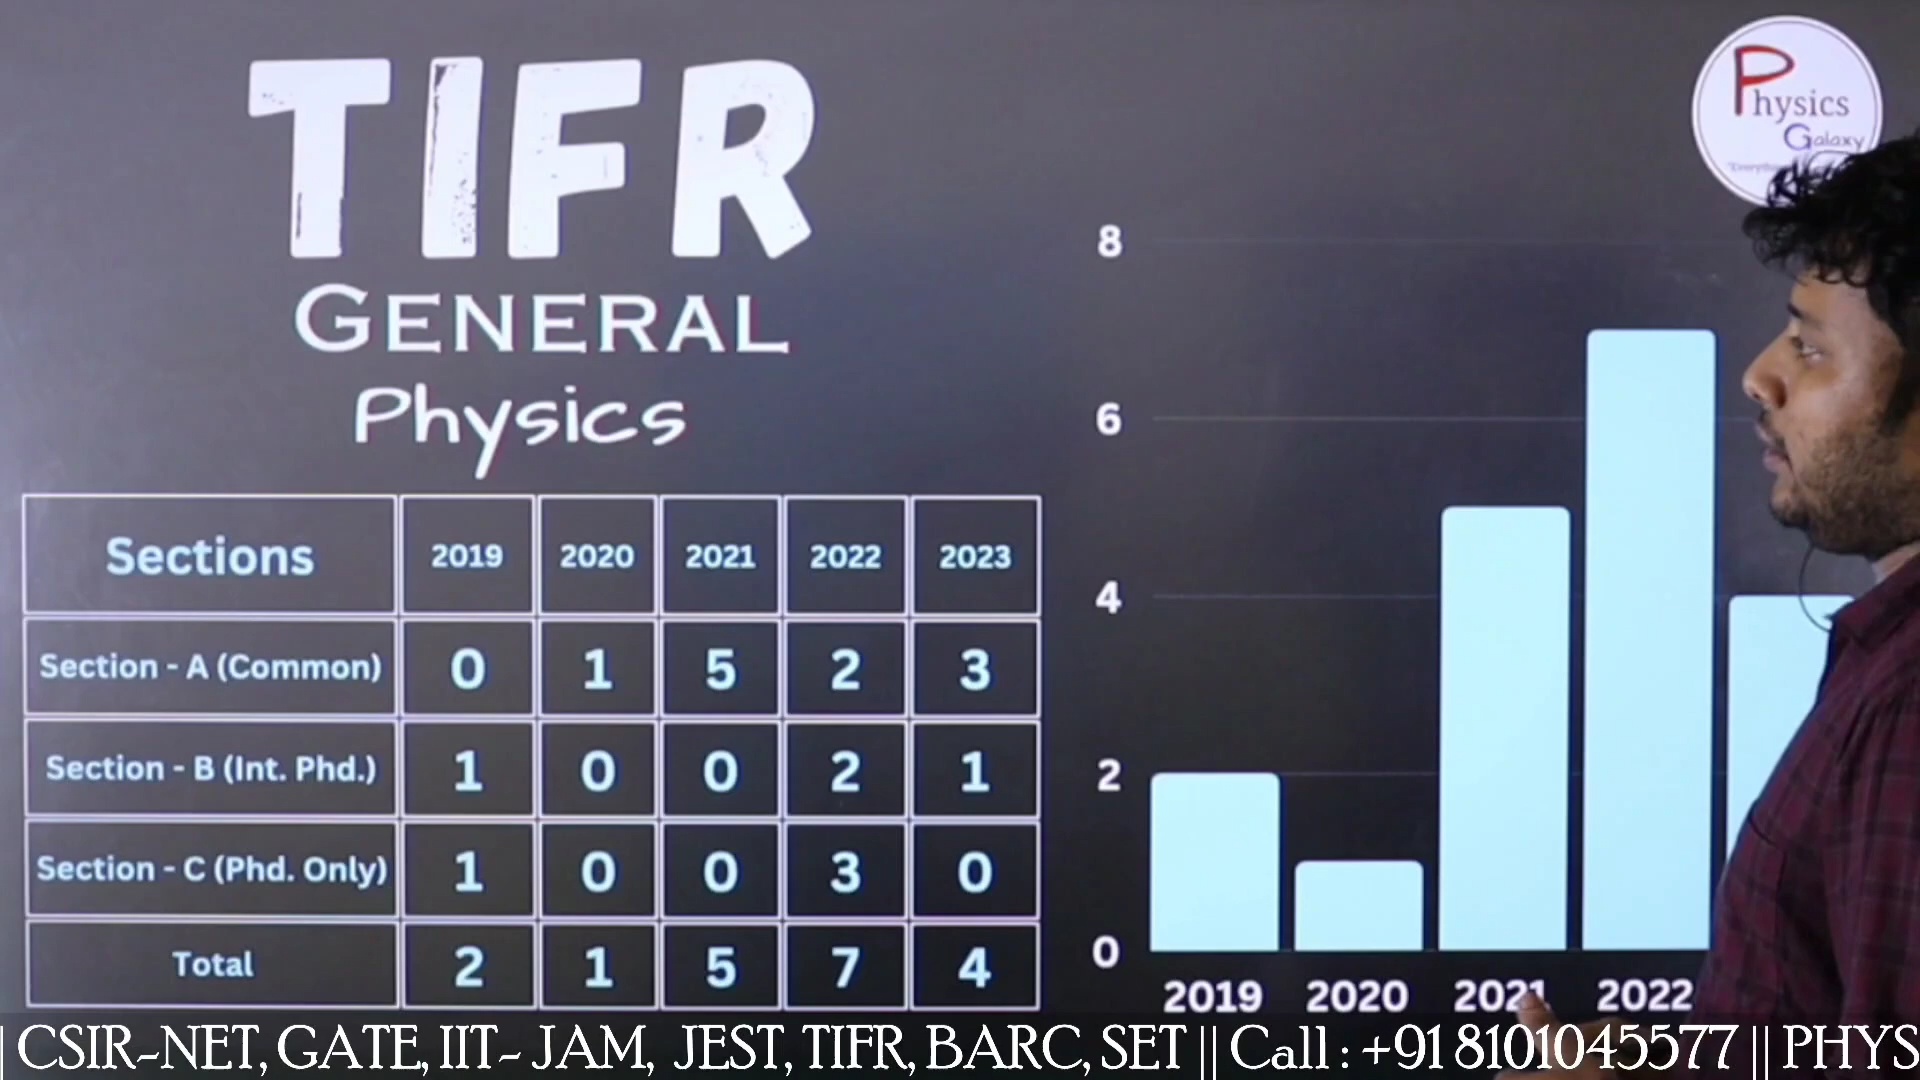 TIFR
GENERAL
Physics
Physics
Galaxy
Sections 2019 2020 2021 2022 2023
Section - A (Common) 0 1 5 2 3
Section - B (Int. Phd.) 1 0 0 2 1
Section - C (Phd. Only) 1 0 0 3 0
Total 2 1 5 7 4
8
6
4
2
0
2019 2020 2021 2022
|| CSIR-NET, GATE, IIT- JAM, JEST, TIFR, BARC, SET || Call : +91 8101045577 || PHYS